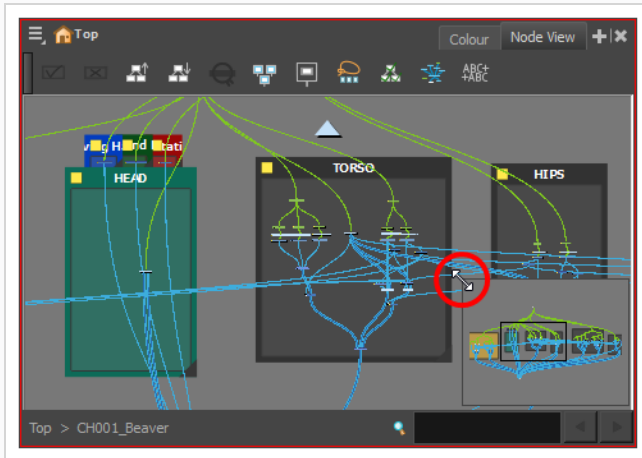 Top
Colour
Node View
ABC+
+ABC
HEAD
TORSO
HIPS
Top > CH001_Beaver